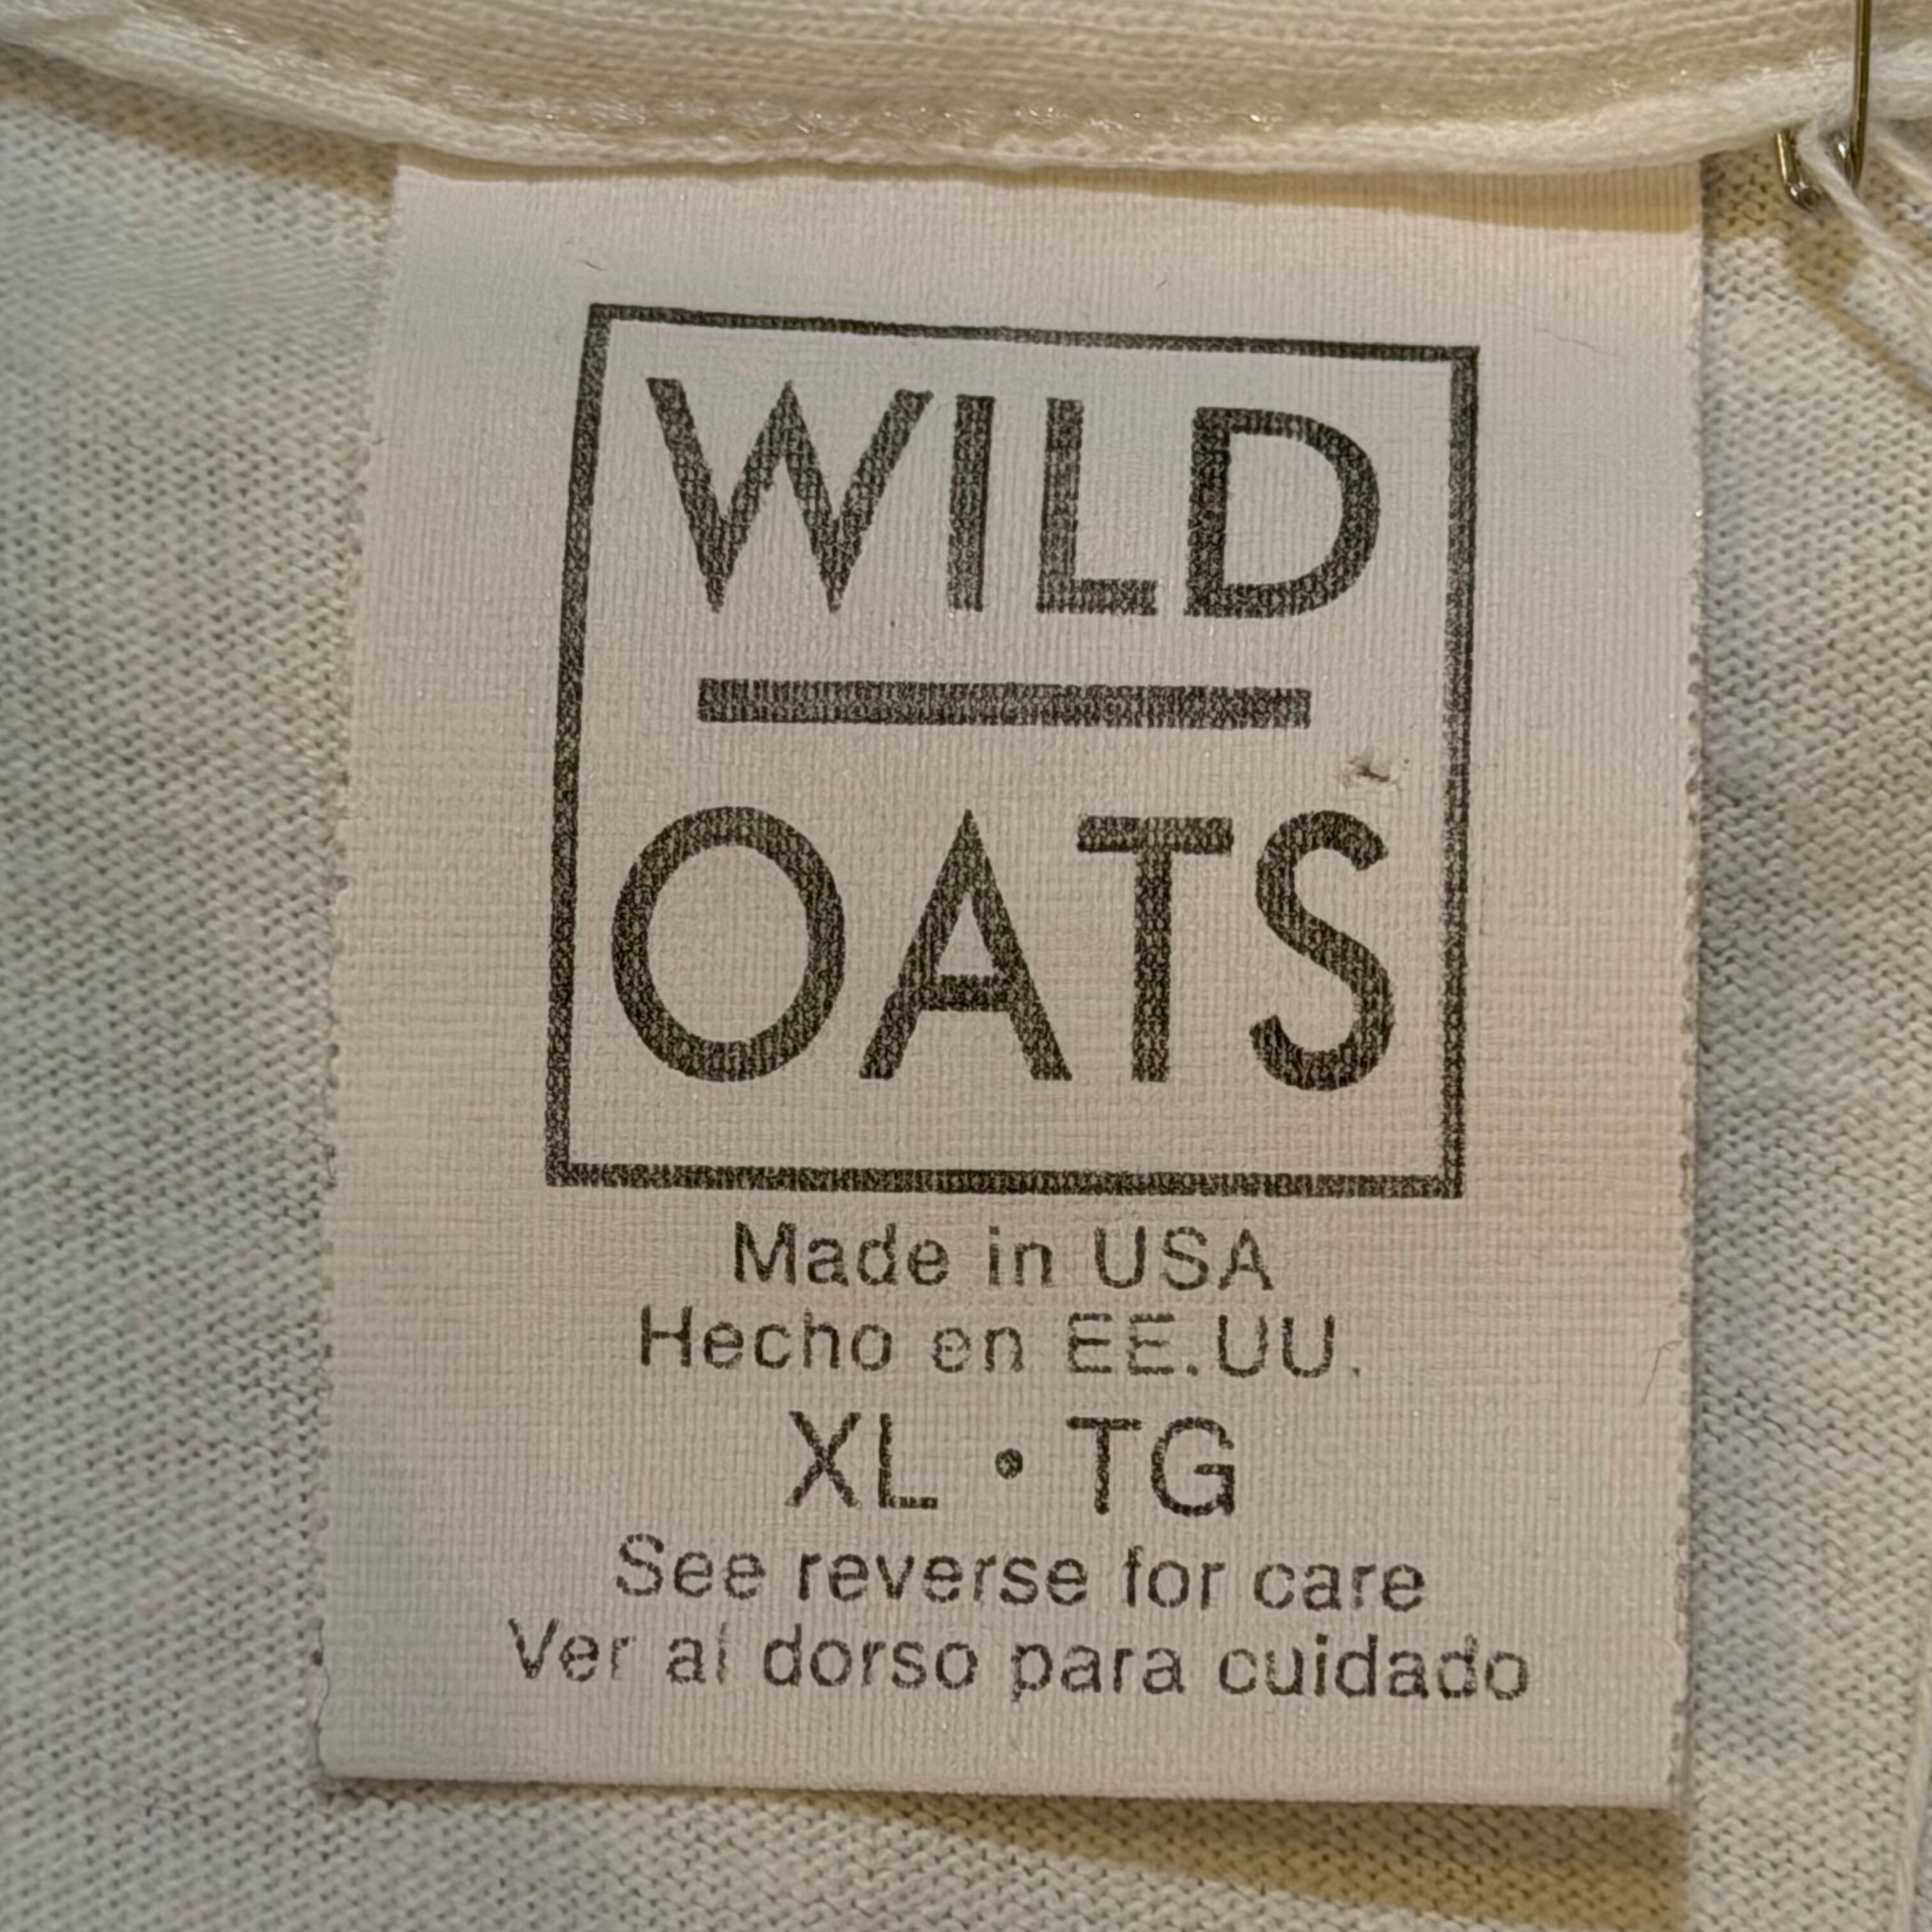 WILD
OATS
Made in USA
Hecho en EE.UU.
XL • TG
See reverse for care
Ver al dorso para cuidado